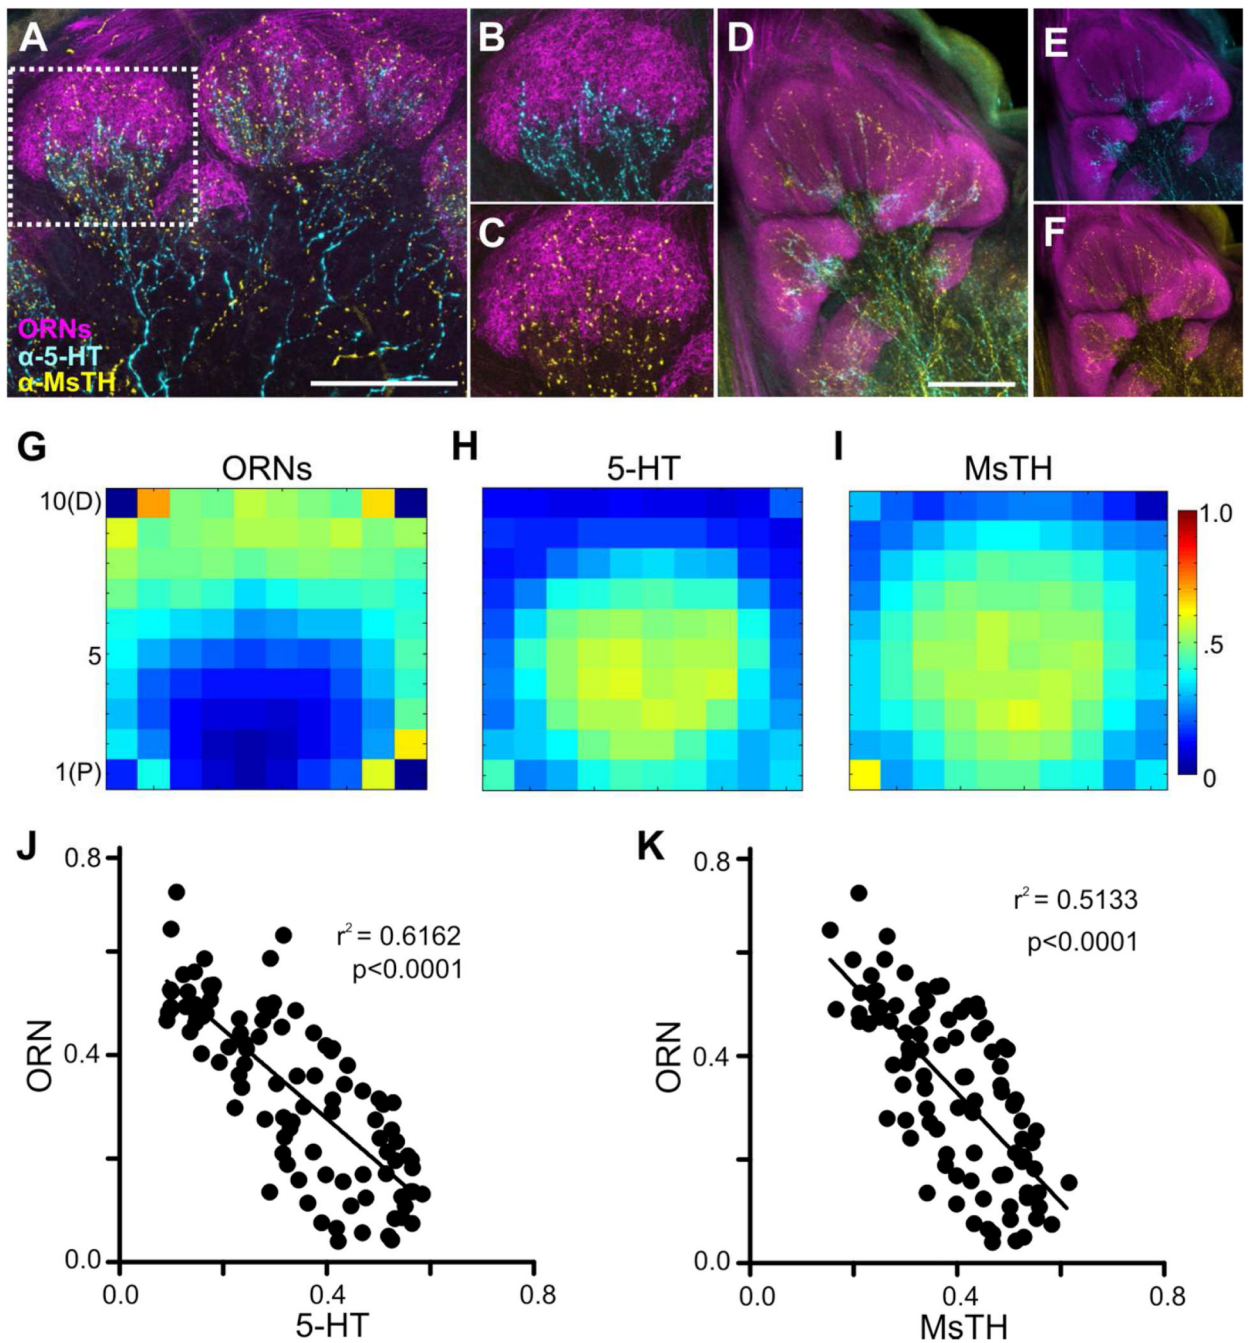 A
B
C
D
E
F
ORNs
α-5-HT
α-MsTH
G
H
I
ORNs
5-HT
MsTH
10(D)
5
1(P)
1.0
.5
0
J
K
0.8
0.4
0.0
ORN
r² = 0.6162
p<0.0001
0.0
0.4
0.8
5-HT
0.8
0.4
0.0
ORN
r² = 0.5133
p<0.0001
0.0
0.4
0.8
MsTH